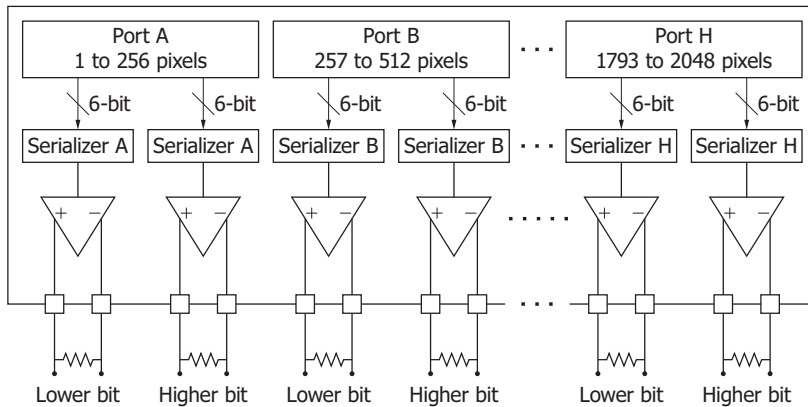 Port A
1 to 256 pixels
Port B
257 to 512 pixels
Port H
1793 to 2048 pixels
6-bit
6-bit
6-bit
6-bit
6-bit
6-bit
Serializer A
Serializer A
Serializer B
Serializer B
Serializer H
Serializer H
+ −
+ −
+ −
+ −
+ −
+ −
Lower bit
Higher bit
Lower bit
Higher bit
Lower bit
Higher bit